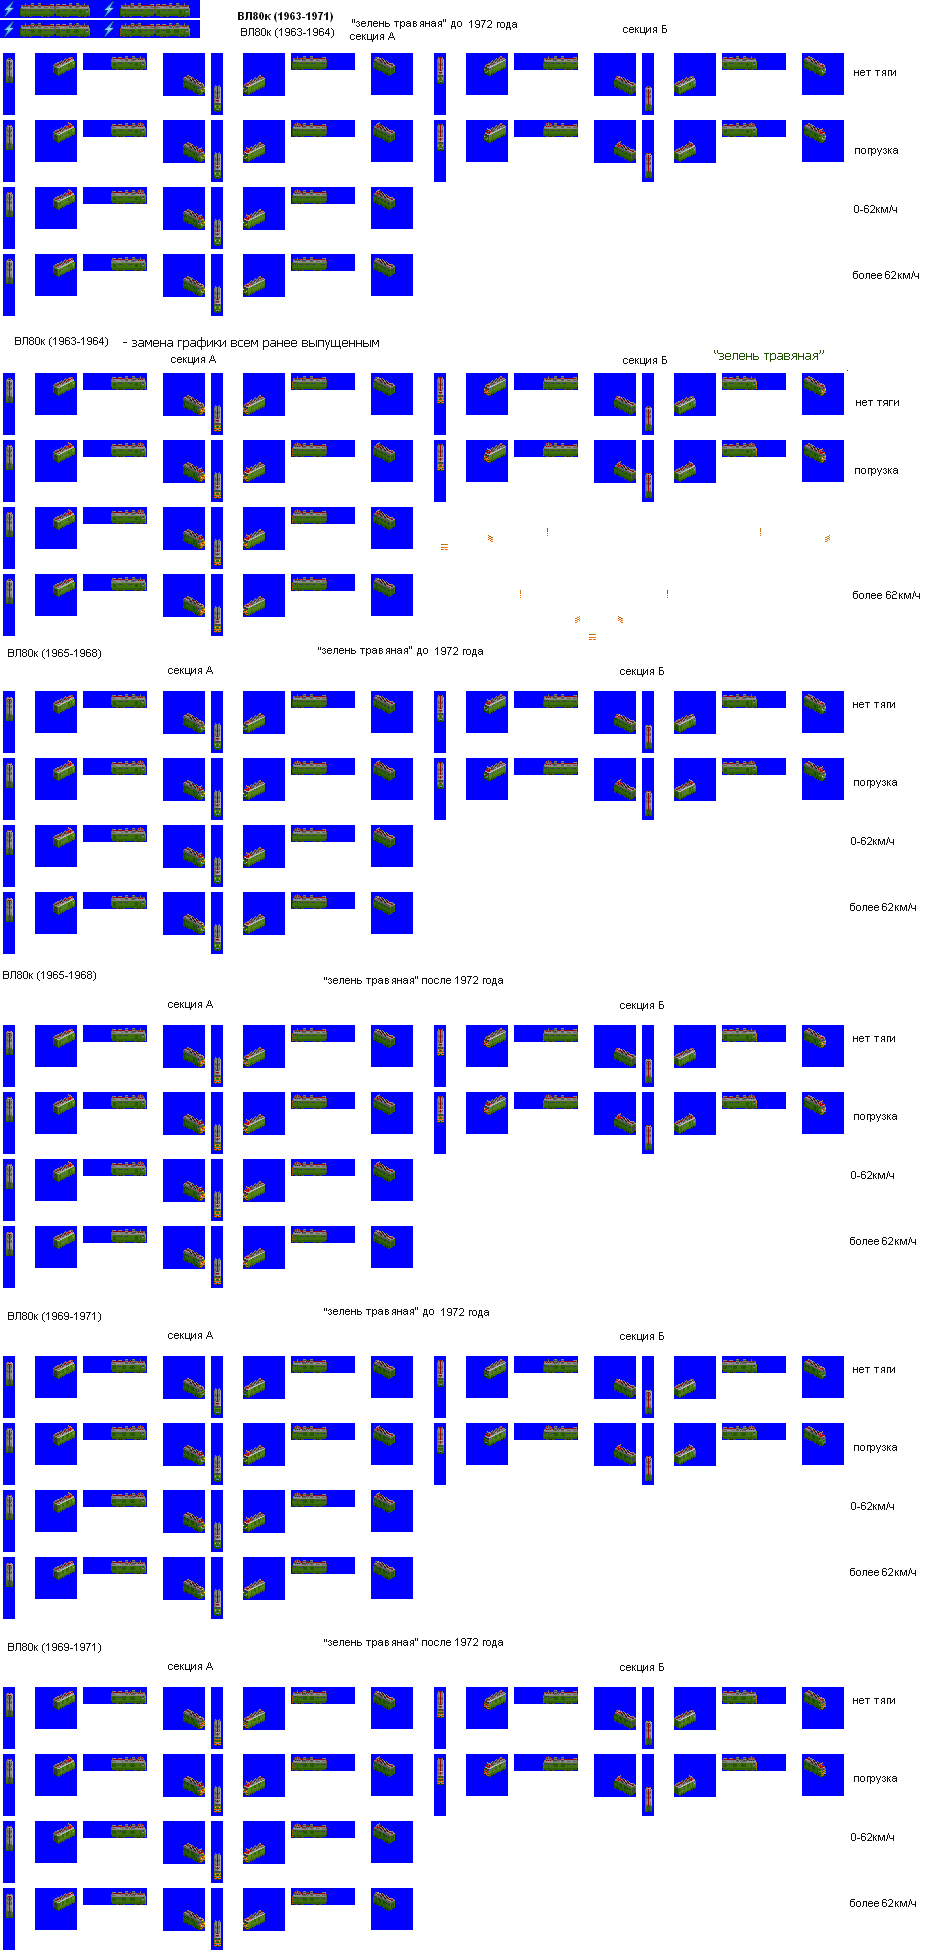 ВЛ80к (1963-1971)
"зелень травяная" до 1972 года
ВЛ80к (1963-1964)
секция А
секция Б
нет тяги
погрузка
0-62км/ч
более 62км/ч
ВЛ80к (1963-1964) - замена графики всем ранее выпущенным
секция А
секция Б
"зелень травяная"
нет тяги
погрузка
более 62км/ч
ВЛ80к (1965-1968)
"зелень травяная" до 1972 года
секция А
секция Б
нет тяги
погрузка
0-62км/ч
более 62км/ч
ВЛ80к (1965-1968)
"зелень травяная" после 1972 года
секция А
секция Б
нет тяги
погрузка
0-62км/ч
более 62км/ч
ВЛ80к (1969-1971)
"зелень травяная" до 1972 года
секция А
секция Б
нет тяги
погрузка
0-62км/ч
более 62км/ч
ВЛ80к (1969-1971)
"зелень травяная" после 1972 года
секция А
секция Б
нет тяги
погрузка
0-62км/ч
более 62км/ч